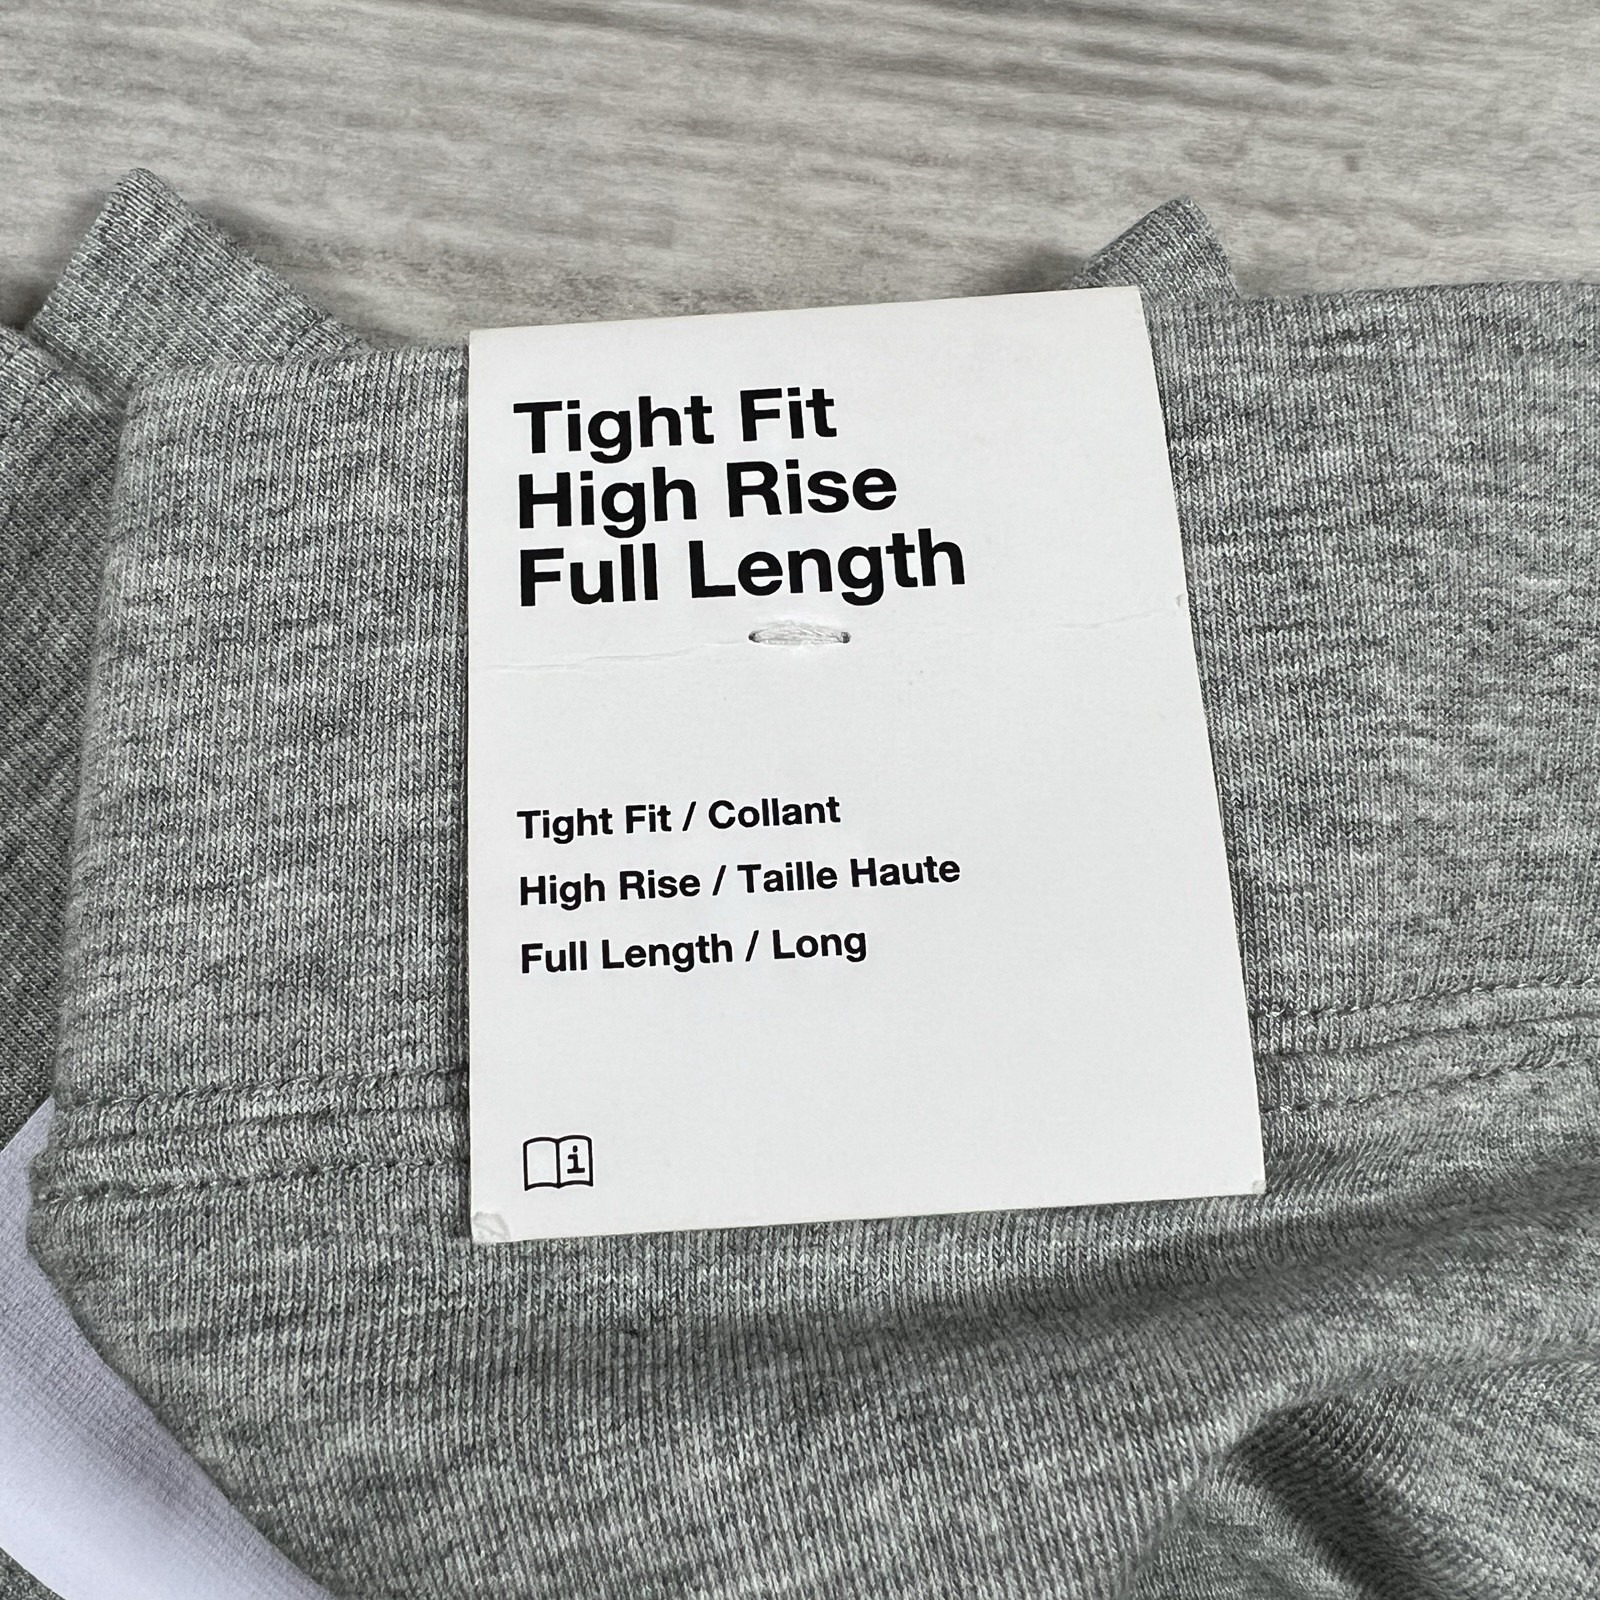 Tight Fit
High Rise
Full Length
Tight Fit / Collant
High Rise / Taille Haute
Full Length / Long
i